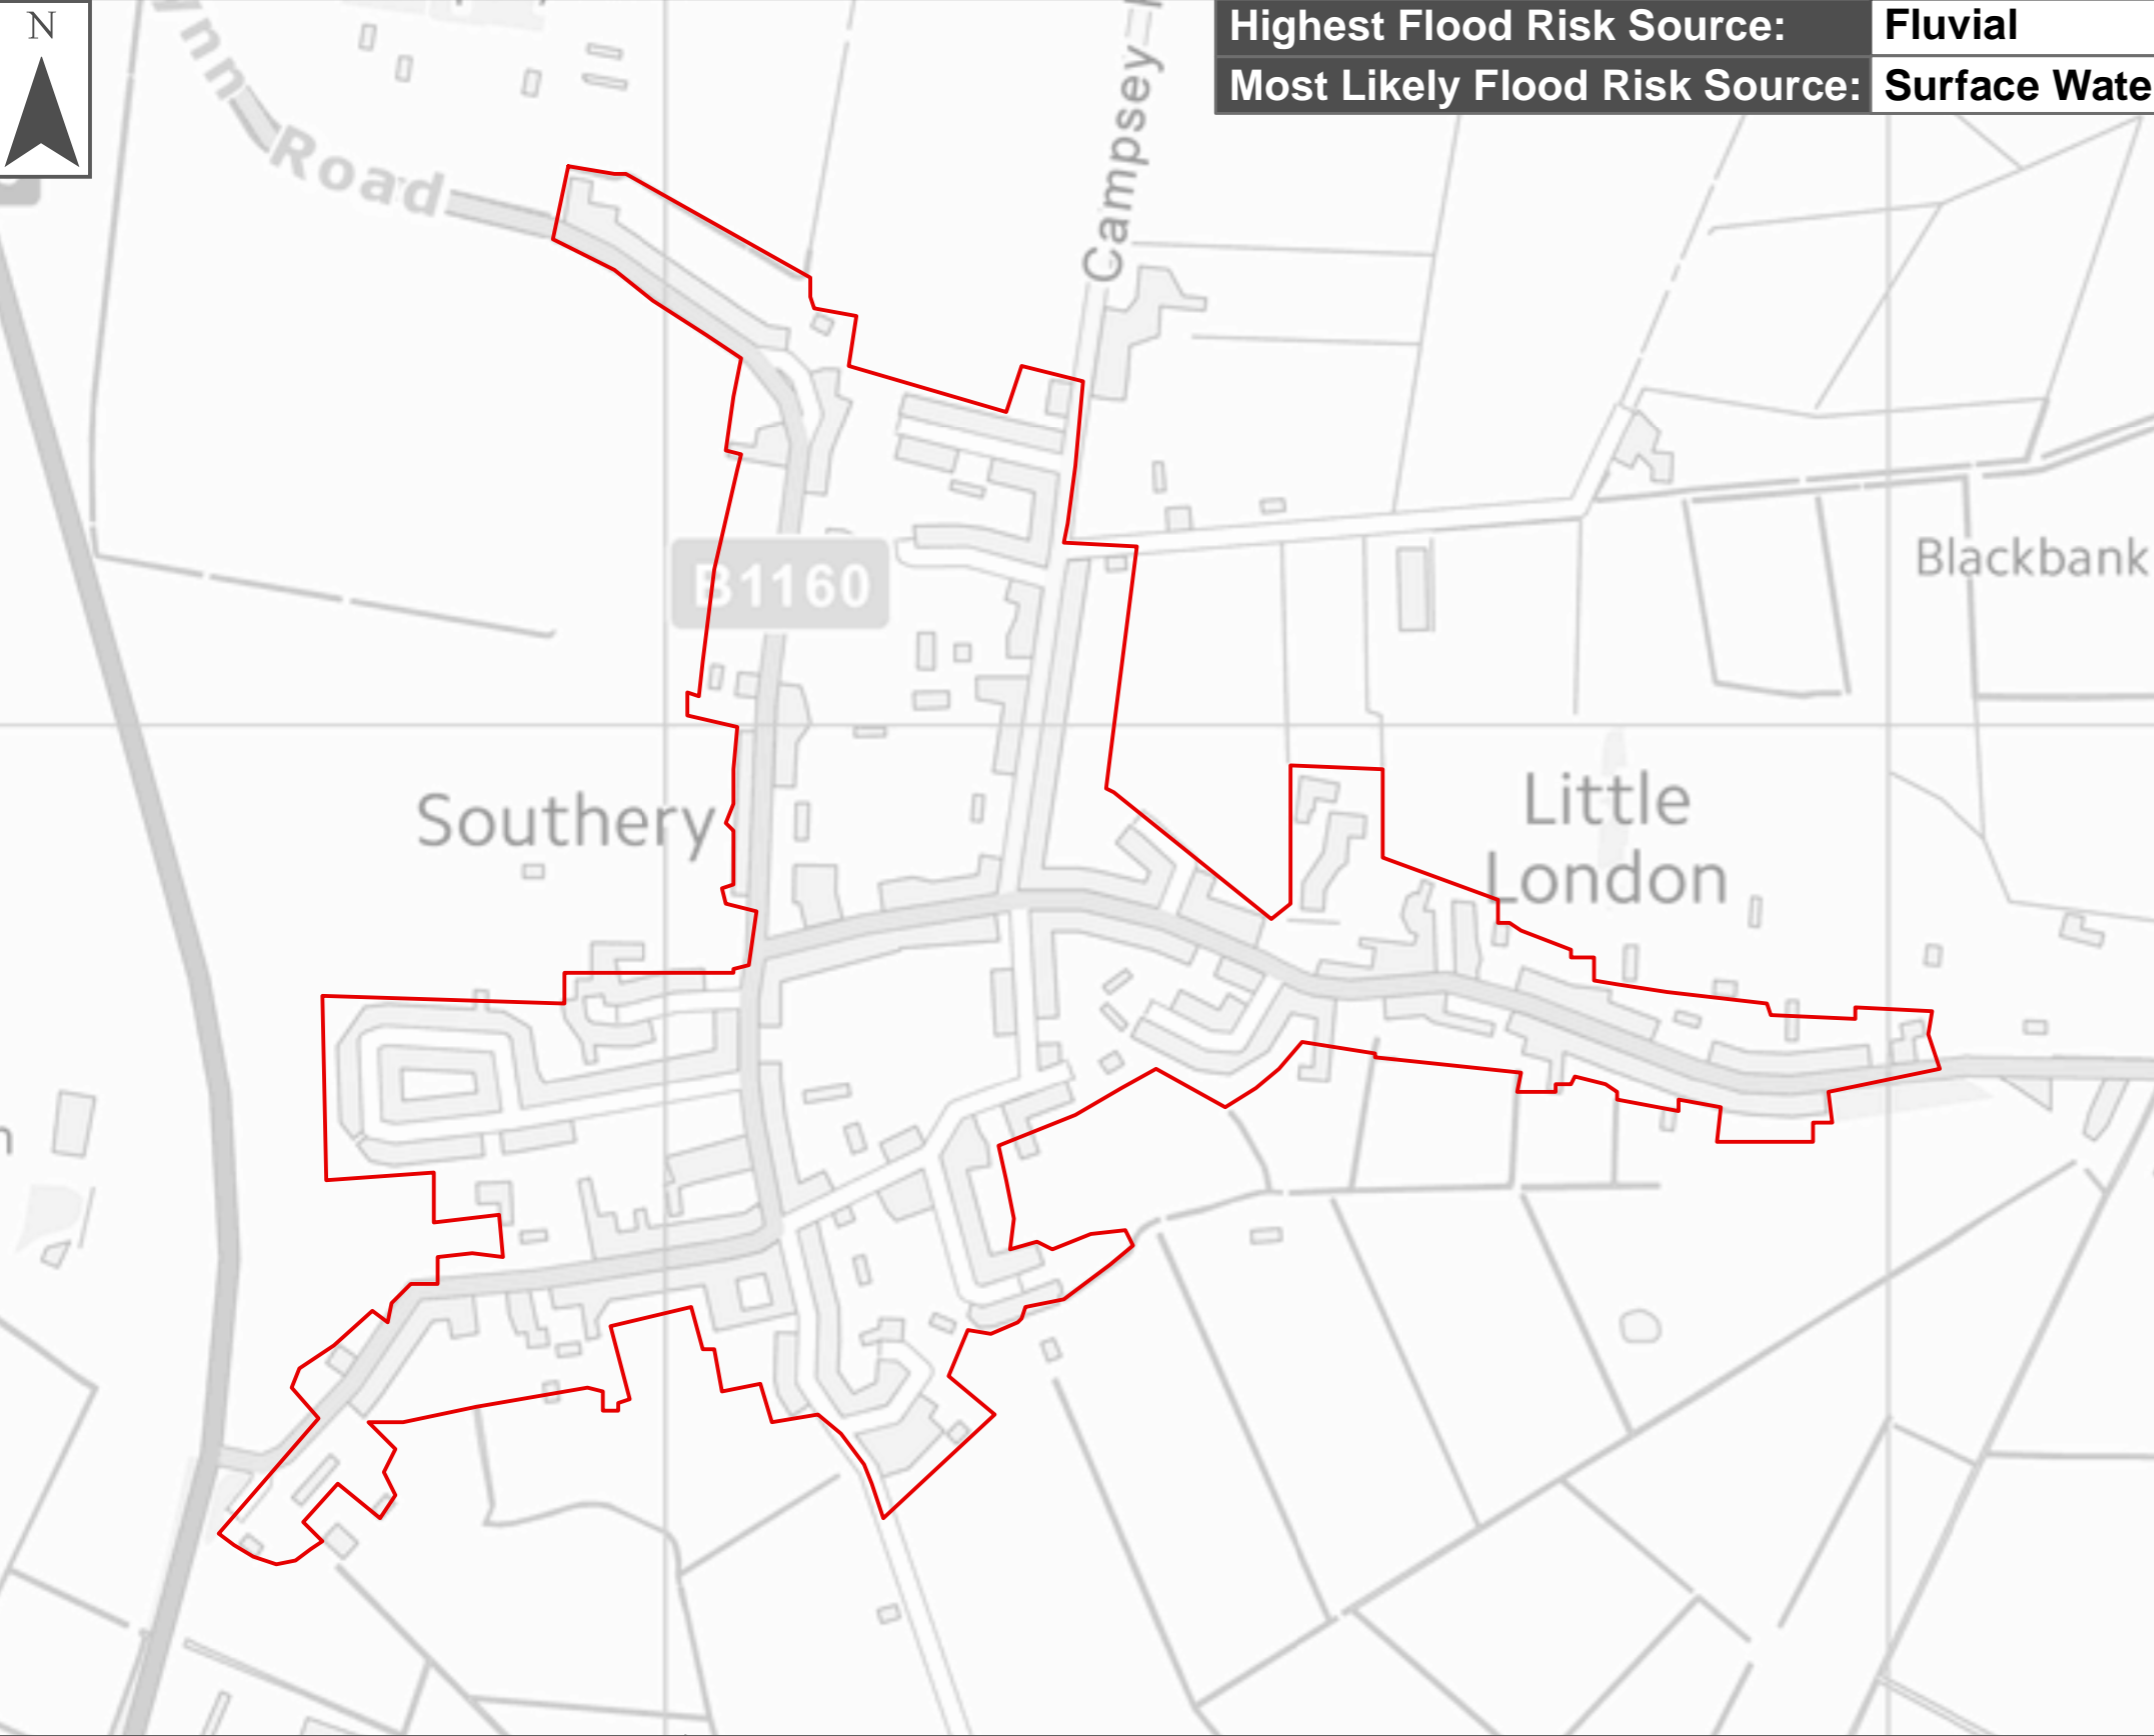 N
Highest Flood Risk Source: Fluvial
Most Likely Flood Risk Source: Surface Wate
Road
Campsey
B1160
Blackbank
Southery
Little
London